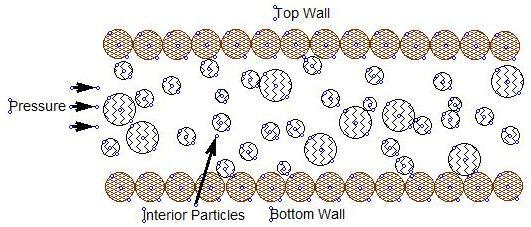 Top Wall
Pressure
Interior Particles
Bottom Wall